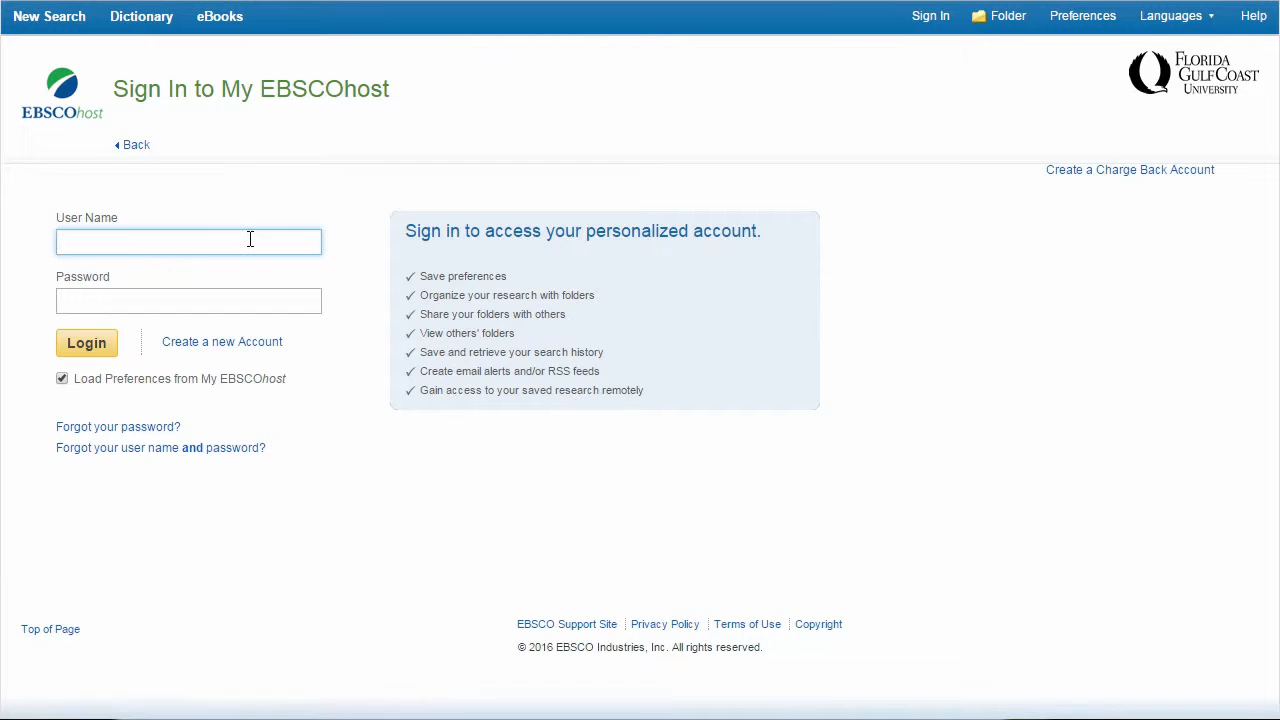 New Search Dictionary eBooks Sign In Folder Preferences Languages Help
EBSCOhost
Sign In to My EBSCOhost
FLORIDA
GULF COAST
UNIVERSITY
Back
Create a Charge Back Account
User Name
Password
Login Create a new Account
Load Preferences from My EBSCOhost
Forgot your password?
Forgot your user name and password?
Sign in to access your personalized account.
✓ Save preferences
✓ Organize your research with folders
✓ Share your folders with others
✓ View others' folders
✓ Save and retrieve your search history
✓ Create email alerts and/or RSS feeds
✓ Gain access to your saved research remotely
Top of Page
EBSCO Support Site Privacy Policy Terms of Use Copyright
© 2016 EBSCO Industries, Inc. All rights reserved.